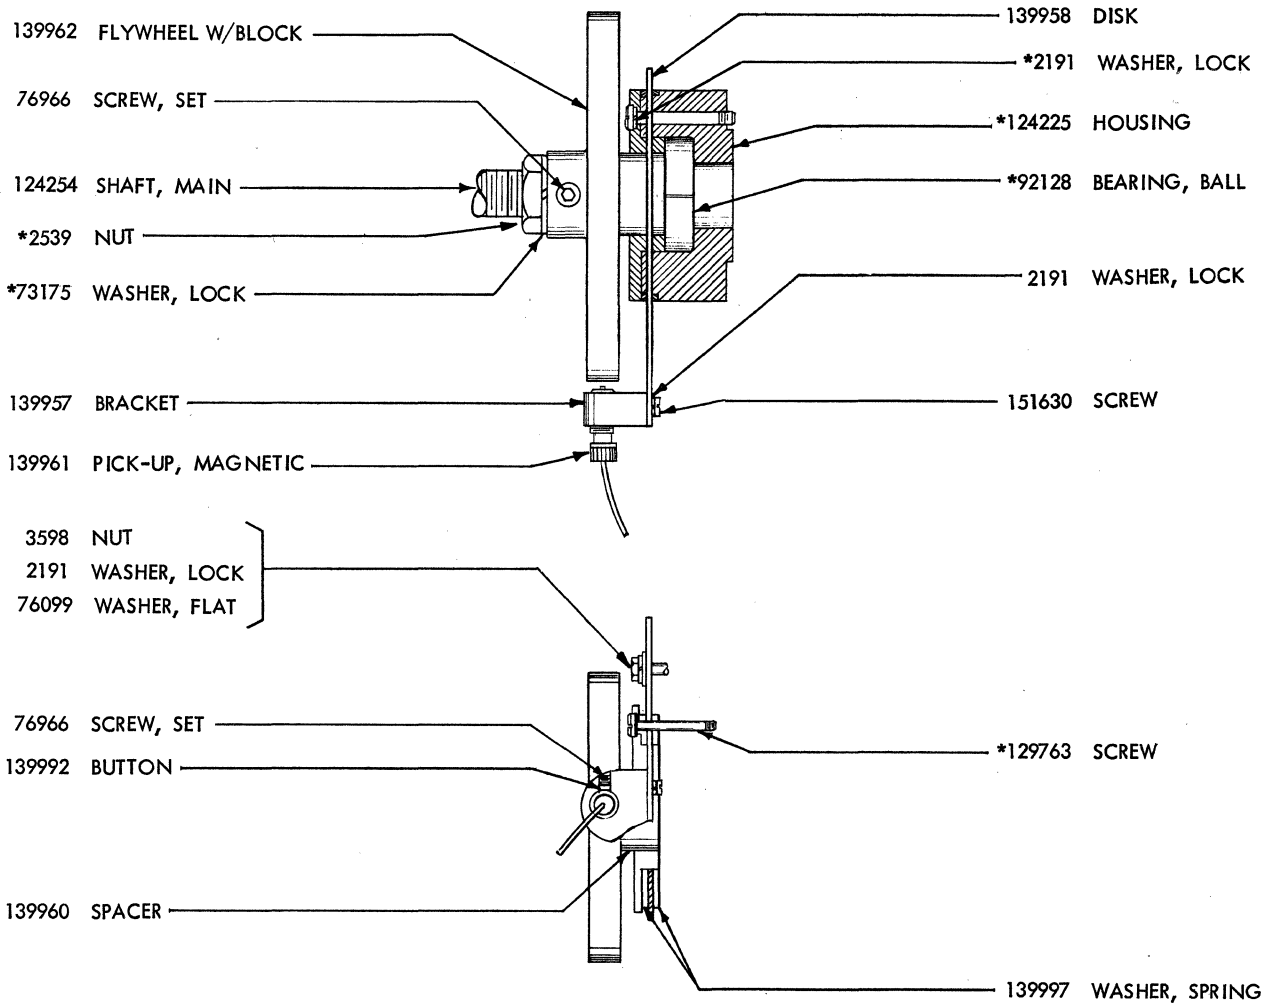 139962 FLYWHEEL W/BLOCK
76966 SCREW, SET
124254 SHAFT, MAIN
*2539 NUT
*73175 WASHER, LOCK
139957 BRACKET
139961 PICK-UP, MAGNETIC
139958 DISK
*2191 WASHER, LOCK
*124225 HOUSING
*92128 BEARING, BALL
2191 WASHER, LOCK
151630 SCREW
3598 NUT
2191 WASHER, LOCK
76099 WASHER, FLAT
76966 SCREW, SET
139992 BUTTON
139960 SPACER
*129763 SCREW
139997 WASHER, SPRING